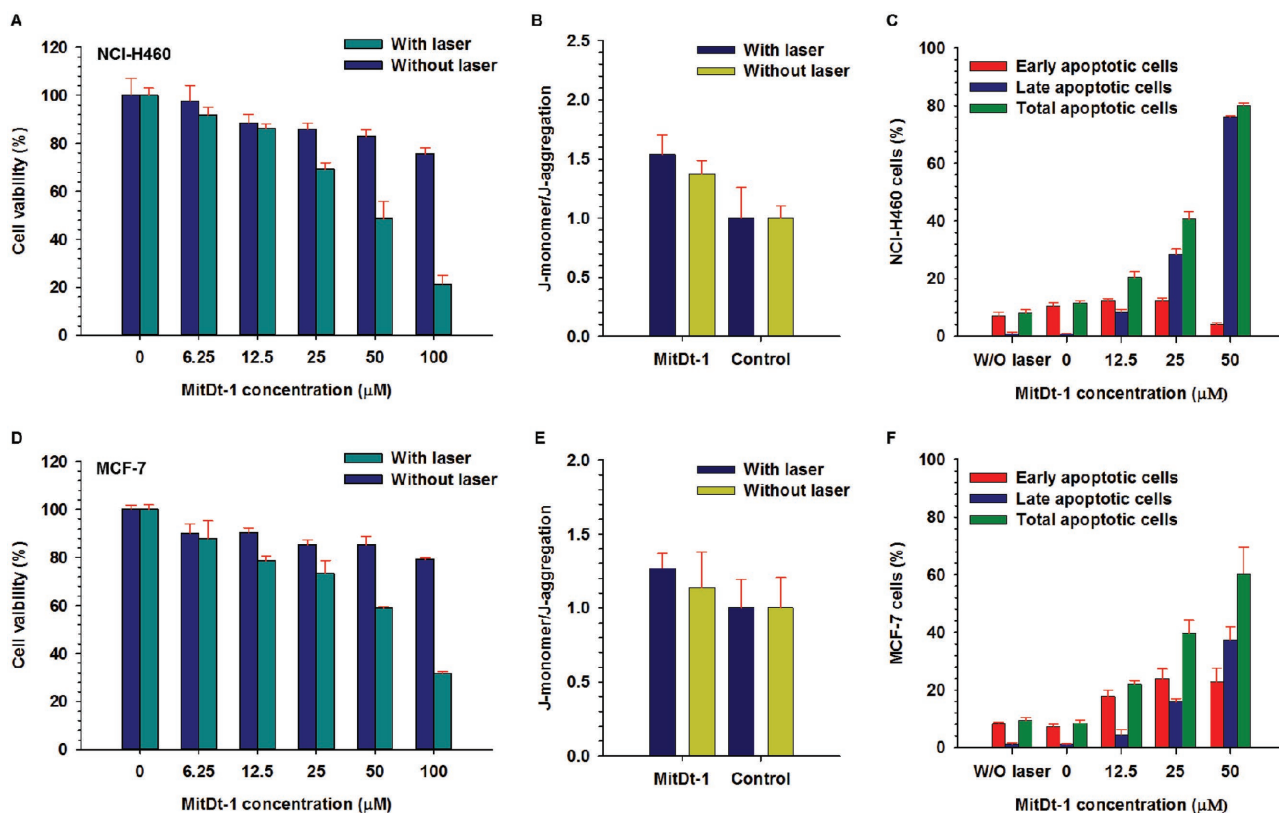 A
NCI-H460
With laser
Without laser
120
100
80
60
40
20
0
Cell vaibility (%)
0 6.25 12.5 25 50 100
MitDt-1 concentration (μM)
B
With laser
Without laser
2.5
2.0
1.5
1.0
0.5
0.0
J-monomer/J-aggregation
MitDt-1 Control
C
Early apoptotic cells
Late apoptotic cells
Total apoptotic cells
100
80
60
40
20
0
NCI-H460 cells (%)
W/O laser 0 12.5 25 50
MitDt-1 concentration (μM)
D
MCF-7
With laser
Without laser
120
100
80
60
40
20
0
Cell vaibility (%)
0 6.25 12.5 25 50 100
MitDt-1 concentration (μM)
E
With laser
Without laser
2.0
1.5
1.0
0.5
0.0
J-monomer/J-aggregation
MitDt-1 Control
F
Early apoptotic cells
Late apoptotic cells
Total apoptotic cells
100
80
60
40
20
0
MCF-7 cells (%)
W/O laser 0 12.5 25 50
MitDt-1 concentration (μM)